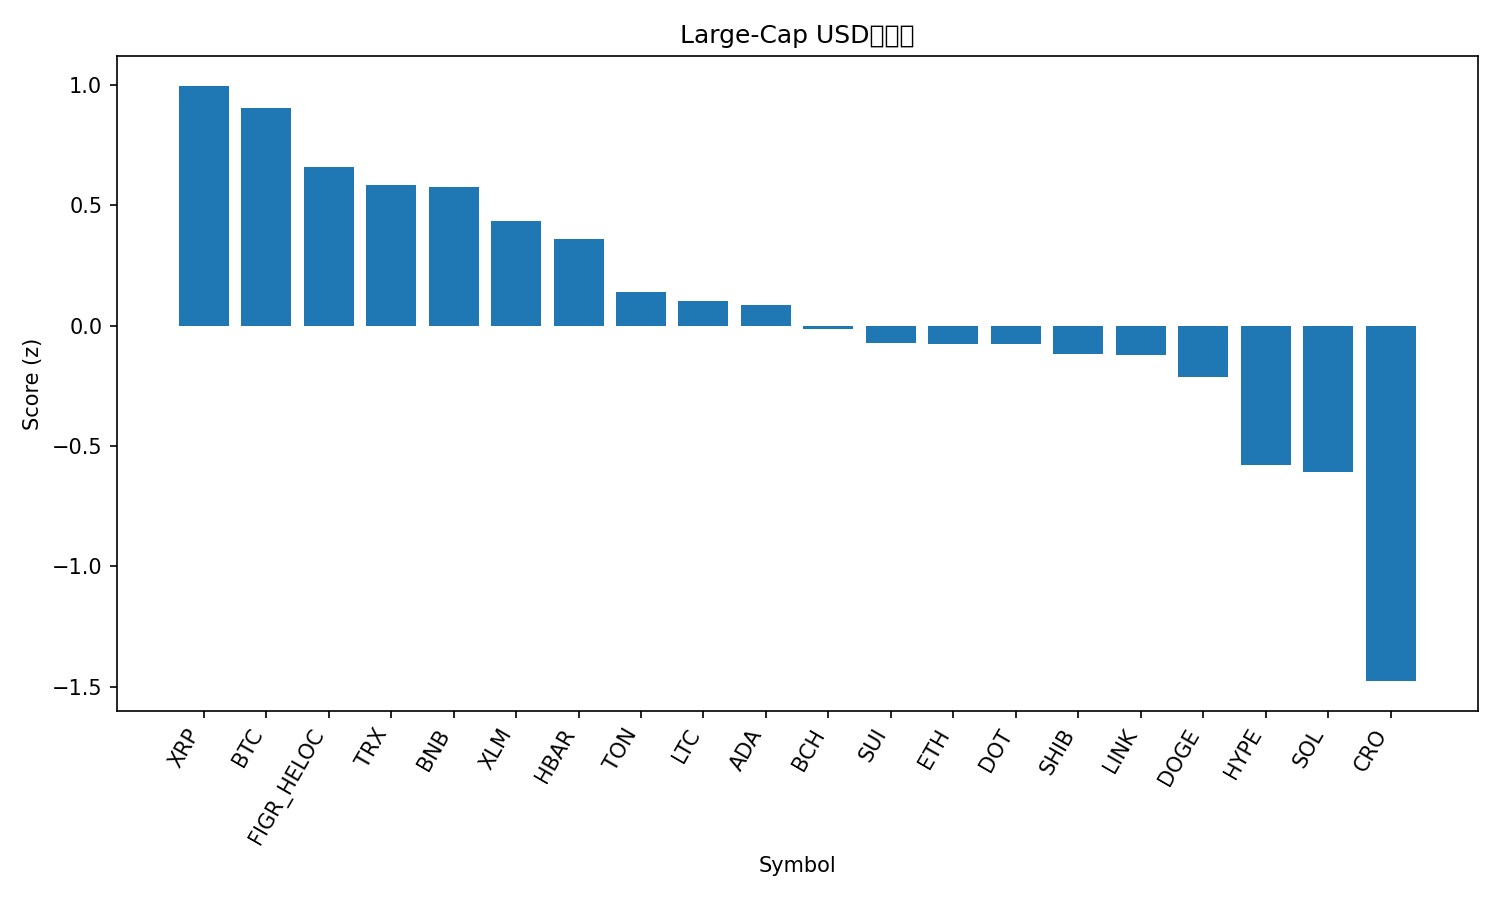 Large-Cap USD
1.0
0.5
0.0
−0.5
−1.0
−1.5
Score (z)
XRP
BTC
FIGR_HELOC
TRX
BNB
XLM
HBAR
TON
LTC
ADA
BCH
SUI
ETH
DOT
SHIB
LINK
DOGE
HYPE
SOL
CRO
Symbol